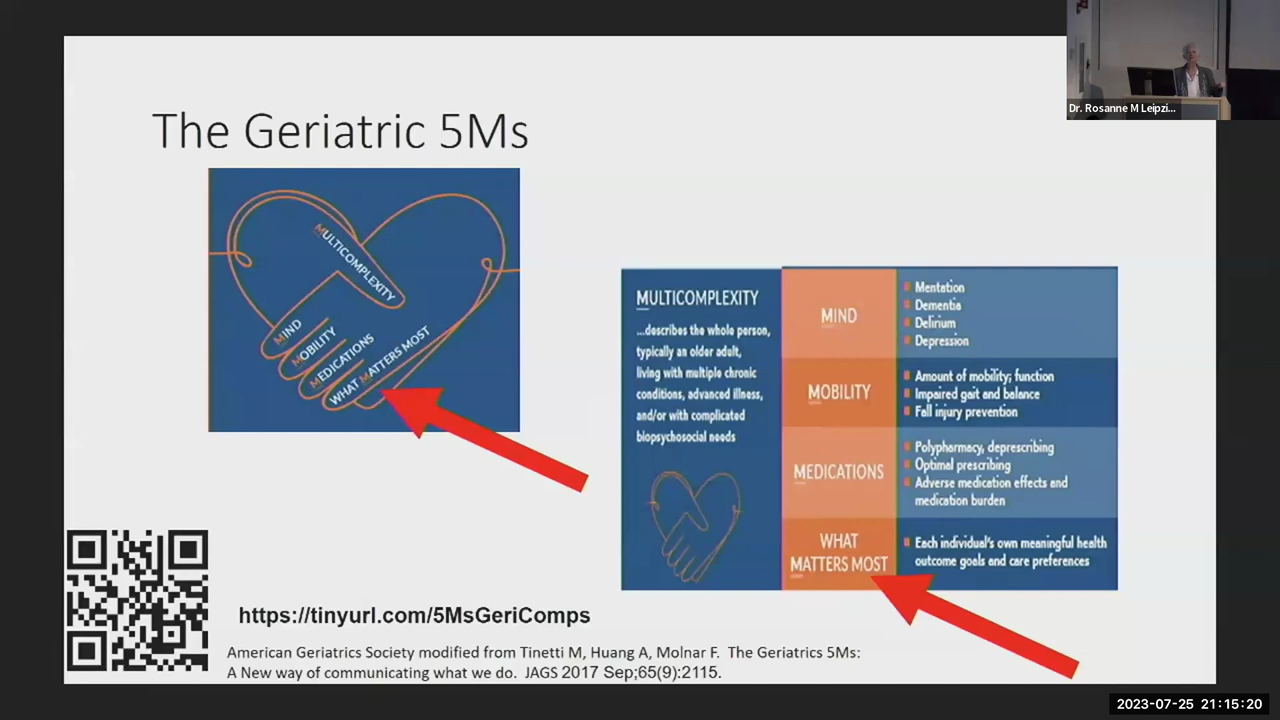 Dr. Rosanne M Leipzi...
The Geriatric 5Ms
MULTICOMPLEXITY
MIND
MOBILITY
MEDICATIONS
WHAT MATTERS MOST
MULTICOMPLEXITY
...describes the whole person,
typically an older adult,
living with multiple chronic
conditions, advanced illness,
and/or with complicated
biopsychosocial needs
MIND
Mentation
Dementia
Delirium
Depression
MOBILITY
Amount of mobility; function
Impaired gait and balance
Fall injury prevention
MEDICATIONS
Polypharmacy, deprescribing
Optimal prescribing
Adverse medication effects and
medication burden
WHAT
MATTERS MOST
Each individual's own meaningful health
outcome goals and care preferences
https://tinyurl.com/5MsGeriComps
American Geriatrics Society modified from Tinetti M, Huang A, Molnar F. The Geriatrics 5Ms:
A New way of communicating what we do. JAGS 2017 Sep;65(9):2115.
2023-07-25 21:15:20